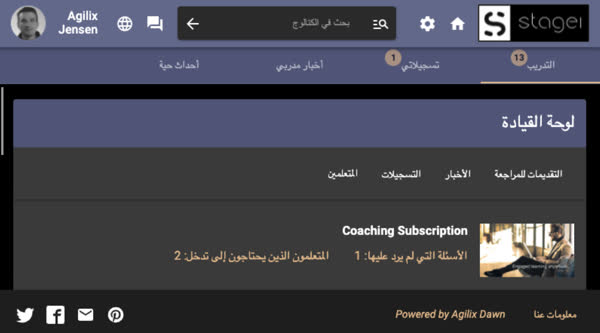 stage1
بحث في الكتالوج
Agilix
Jensen
التدريب 13
تسجيلاتي 1
أخبار مدربي
أحداث حية
لوحة القيادة
التقديمات للمراجعة
الأخبار
التسجيلات
المتعلمين
Coaching Subscription
الأسئلة التي لم يرد عليها: 1
المتعلمون الذين يحتاجون إلى تدخل: 2
معلومات عنا
Powered by Agilix Dawn